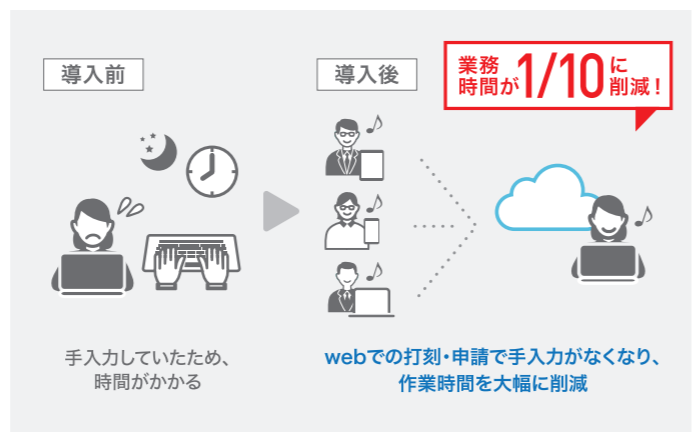 導入前
手入力していたため、
時間がかかる
導入後
業務
時間が1/10に
削減！
webでの打刻・申請で手入力がなくなり、
作業時間を大幅に削減